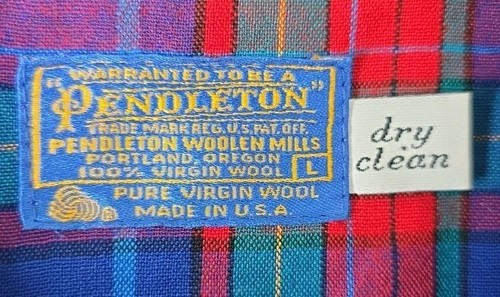 WARRANTED TO BE A
"PENDLETON"
TRADE MARK REG. U.S. PAT. OFF.
PENDLETON WOOLEN MILLS
PORTLAND, OREGON
100% VIRGIN WOOL L
PURE VIRGIN WOOL
MADE IN U.S.A.
®
dry
clean